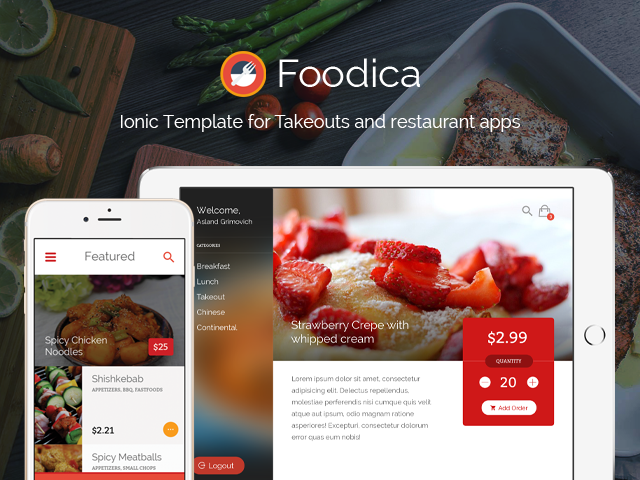 Foodica
Ionic Template for Takeouts and restaurant apps
Welcome,
Asland Grimovich
CATEGORIES
Breakfast
Lunch
Takeout
Chinese
Continental
Logout
3
Strawberry Crepe with
whipped cream
$2.99
QUANTITY
20
Add Order
Lorem ipsum dolor sit amet, consectetur
adipisicing elit. Doloribus, repellendus,
molestiae perferendis nisi cumque quis velit
atque aut ipsum, odio magnam ratione
asperiores! Excepturi, consectetur dolorum
error quas eum nobis!
Featured
Spicy Chicken
Noodles
$25
Shishkebab
APPETIZERS, BBQ, FASTFOODS
$2.21
Spicy Meatballs
APPETIZERS, SMALL CHOPS